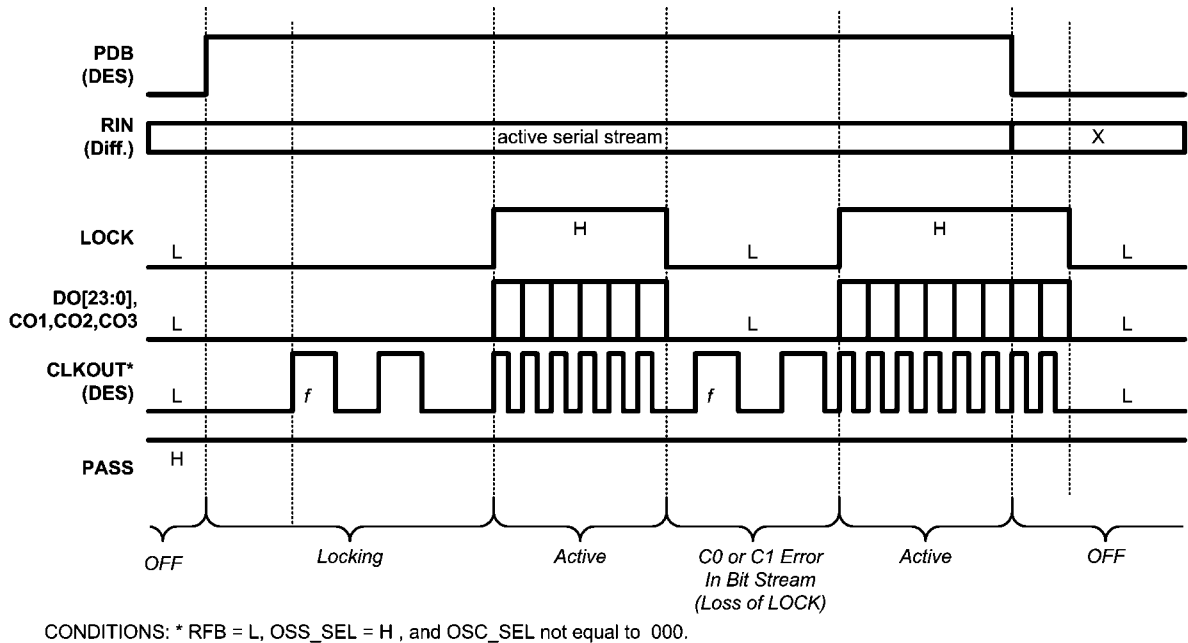 PDB
(DES)
RIN
(Diff.)
active serial stream
X
LOCK
L
H
L
H
L
DO[23:0],
CO1,CO2,CO3
L
L
L
CLKOUT*
(DES)
L
f
f
L
PASS
H
OFF
Locking
Active
C0 or C1 Error
In Bit Stream
(Loss of LOCK)
Active
OFF
CONDITIONS: * RFB = L, OSS_SEL = H , and OSC_SEL not equal to 000.